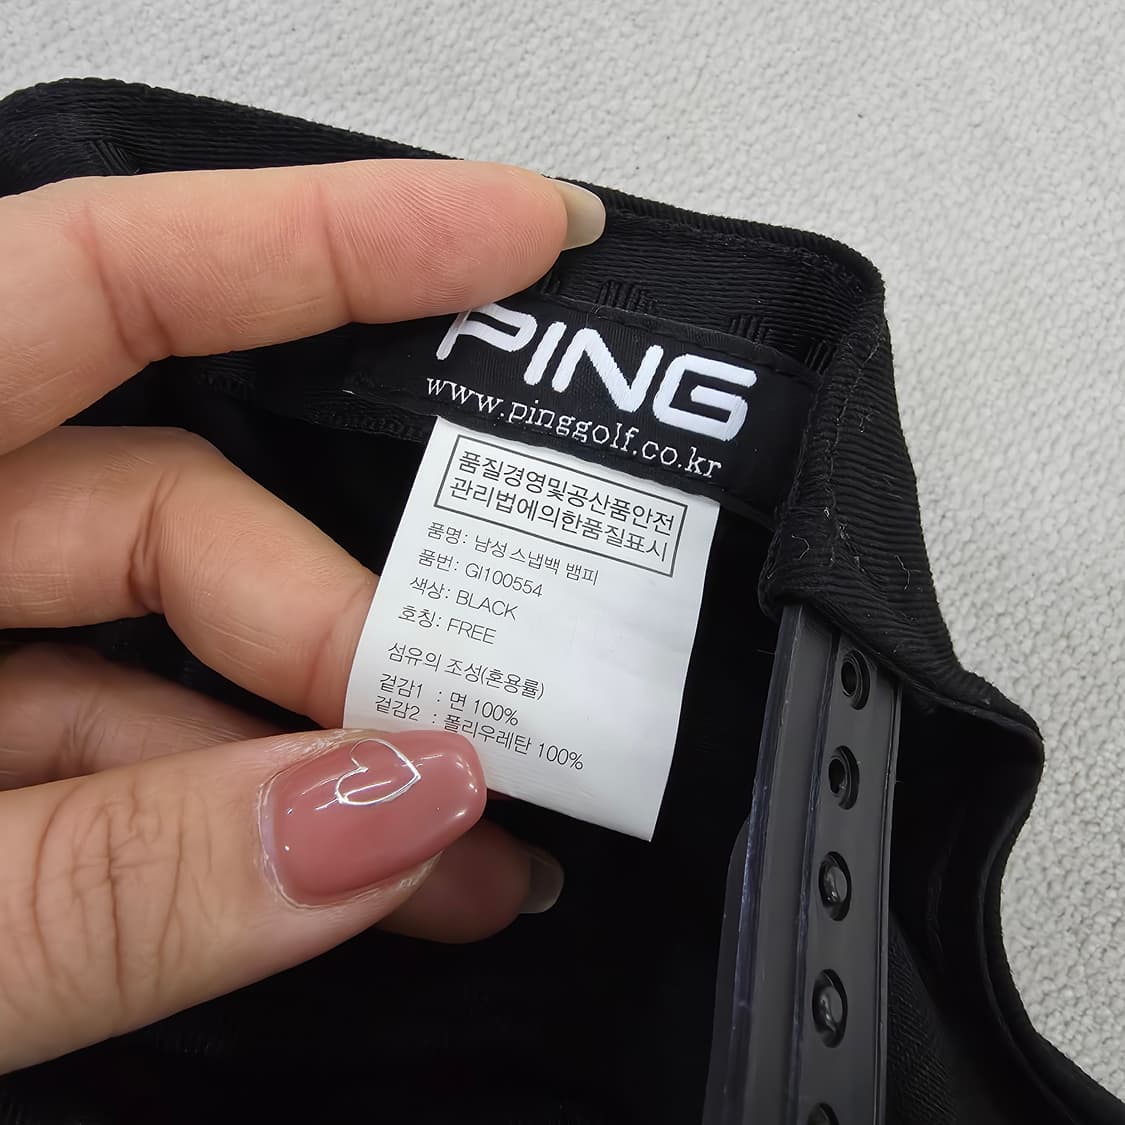 PING
www.pinggolf.co.kr
품질경영및공산품안전
관리법에의한품질표시
품명: 남성 스냅백 뱀피
품번: GI100554
색상: BLACK
호칭: FREE
섬유의 조성(혼용률)
겉감1 : 면 100%
겉감2 : 폴리우레탄 100%